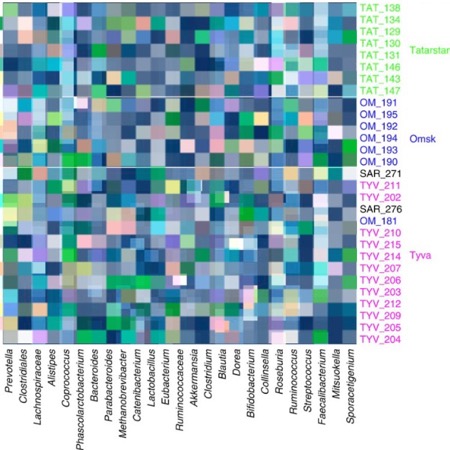 TAT_138
TAT_134
TAT_129
TAT_130
TAT_131
TAT_146
TAT_143
TAT_147
Tatarstar
OM_191
OM_195
OM_192
OM_194
OM_193
OM_190
Omsk
SAR_271
TYV_211
TYV_202
SAR_276
OM_181
TYV_210
TYV_215
TYV_214
TYV_207
TYV_206
TYV_203
TYV_212
TYV_209
TYV_205
TYV_204
Tyva
Prevotella
Clostridiales
Lachnospiraceae
Alistipes
Coprococcus
Phascolarctobacterium
Bacteroides
Parabacteroides
Methanobrevibacter
Catenibacterium
Lactobacillus
Eubacterium
Ruminococcaceae
Akkermansia
Clostridium
Blautia
Dorea
Bifidobacterium
Collinsella
Roseburia
Ruminococcus
Streptococcus
Faecalibacterium
Mitsuokella
Sporacetigenium